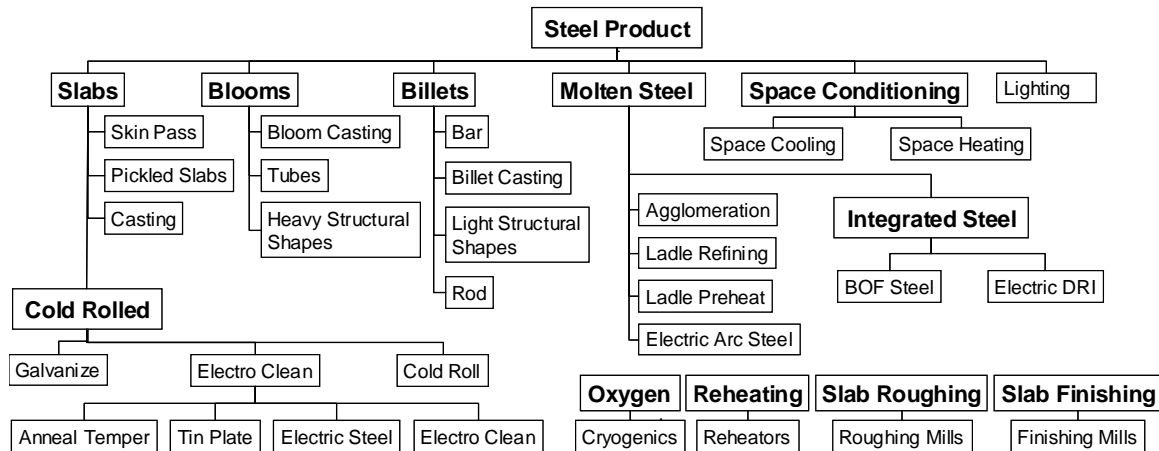 Steel Product
Slabs
Blooms
Billets
Molten Steel
Space Conditioning
Lighting
Skin Pass
Bloom Casting
Bar
Space Cooling
Space Heating
Pickled Slabs
Tubes
Billet Casting
Casting
Heavy Structural
Shapes
Light Structural
Shapes
Agglomeration
Integrated Steel
Ladle Refining
Rod
BOF Steel
Electric DRI
Cold Rolled
Ladle Preheat
Electric Arc Steel
Galvanize
Electro Clean
Cold Roll
Oxygen
Reheating
Slab Roughing
Slab Finishing
Anneal Temper
Tin Plate
Electric Steel
Electro Clean
Cryogenics
Reheators
Roughing Mills
Finishing Mills